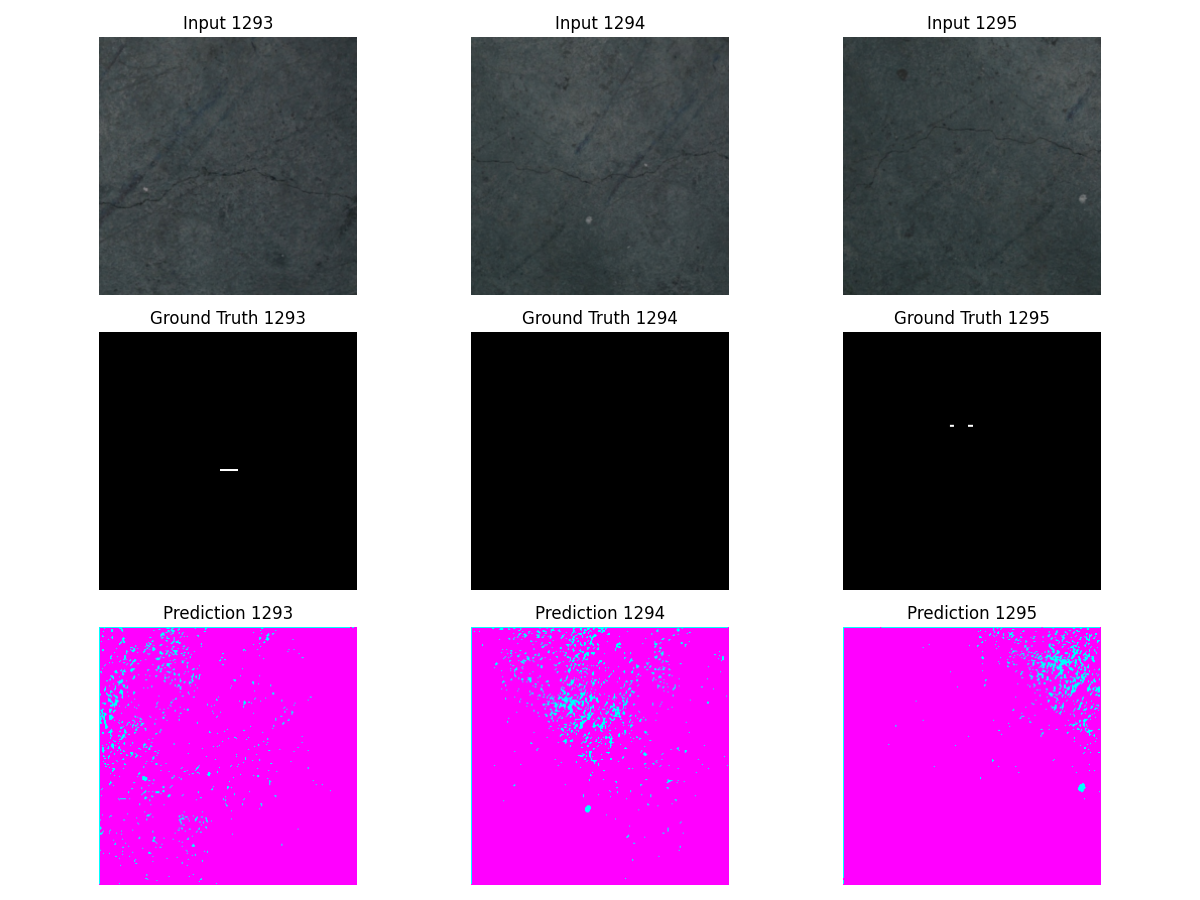 Input 1293
Input 1294
Input 1295
Ground Truth 1293
Ground Truth 1294
Ground Truth 1295
Prediction 1293
Prediction 1294
Prediction 1295